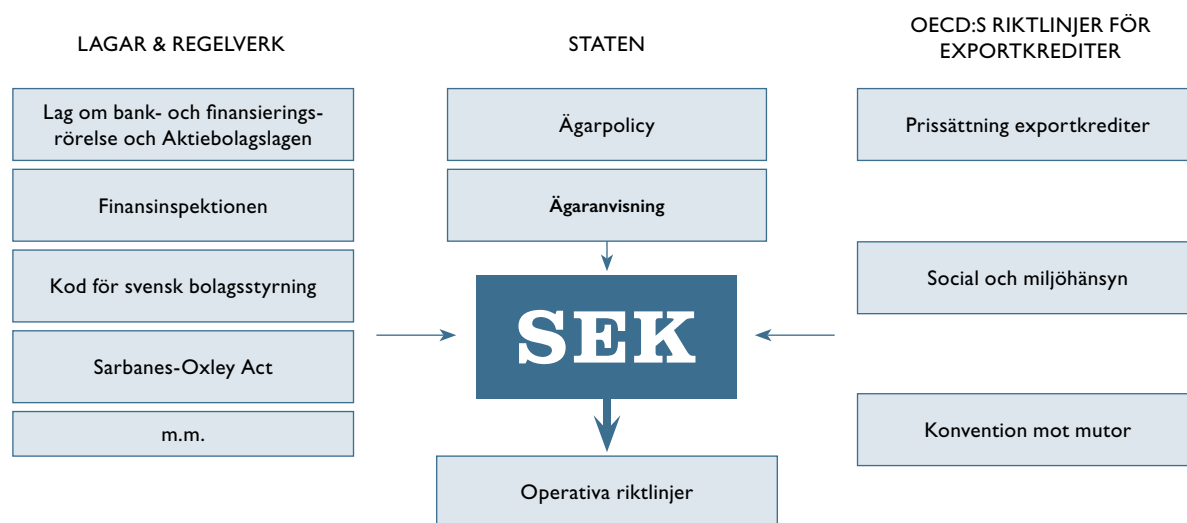 LAGAR & REGELVERK
Lag om bank- och finansierings-
rörelse och Aktiebolagslagen
Finansinspektionen
Kod för svensk bolagsstyrning
Sarbanes-Oxley Act
m.m.
STATEN
Ägarpolicy
Ägaranvisning
SEK
Operativa riktlinjer
OECD:S RIKTLINJER FÖR
EXPORTKREDITER
Prissättning exportkrediter
Social och miljöhänsyn
Konvention mot mutor